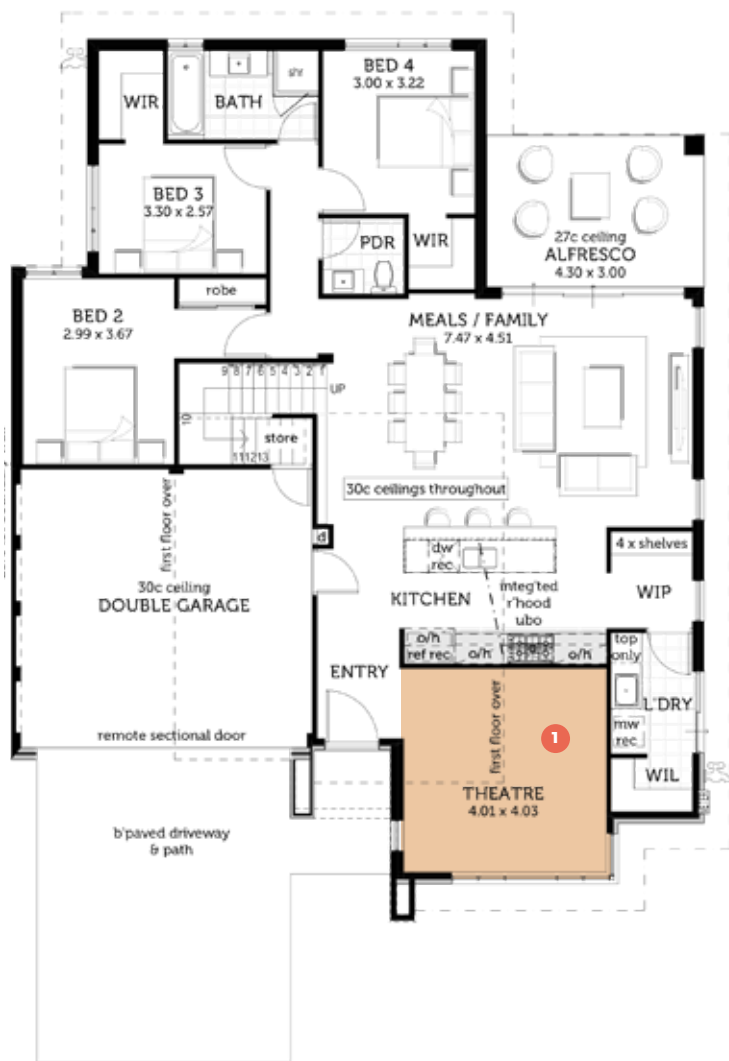 BED 4
3.00 x 3.22
WIR
BATH
shr
BED 3
3.30 x 2.57
PDR
WIR
27c ceiling
ALFRESCO
4.30 x 3.00
robe
BED 2
2.99 x 3.67
MEALS / FAMILY
7.47 x 4.51
9 8 7 6 5 4 3 2 1
UP
10
store
11 12 13
30c ceilings throughout
first floor over
d
dw
rec
4 x shelves
30c ceiling
DOUBLE GARAGE
KITCHEN
integ'ted
r'hood
ubo
WIP
o/h
ref rec
o/h
o/h
top
only
ENTRY
L'DRY
first floor over
1
mw
rec
remote sectional door
WIL
THEATRE
4.01 x 4.03
b'paved driveway
& path